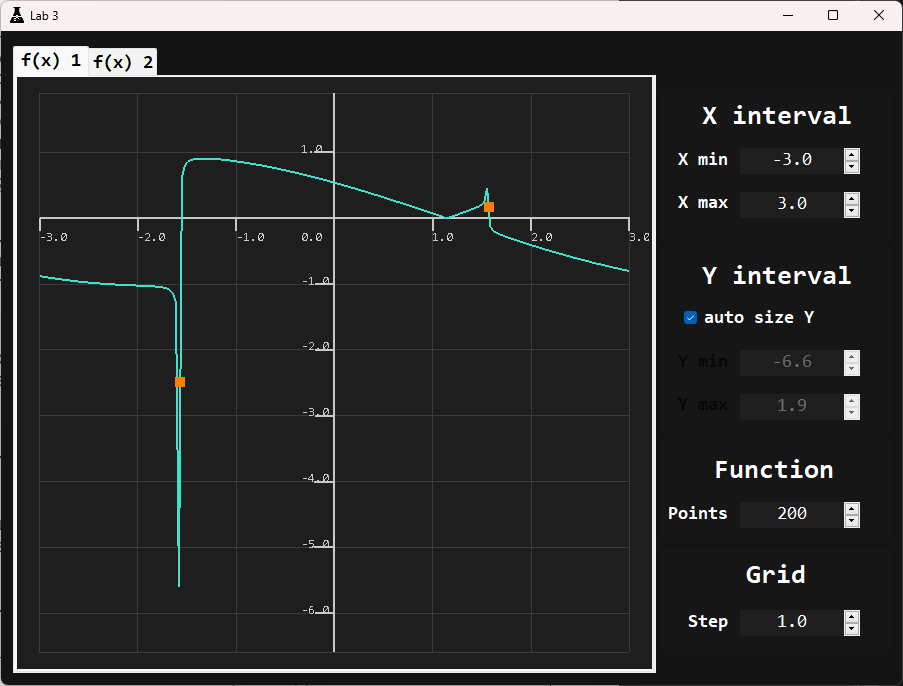 Lab 3
f(x) 1 f(x) 2
1.0
-3.0 -2.0 -1.0 0.0 1.0 2.0 3.0
-1.0
-2.0
-3.0
-4.0
-5.0
-6.0
X interval
X min -3.0
X max 3.0
Y interval
auto size Y
Y min -6.6
Y max 1.9
Function
Points 200
Grid
Step 1.0